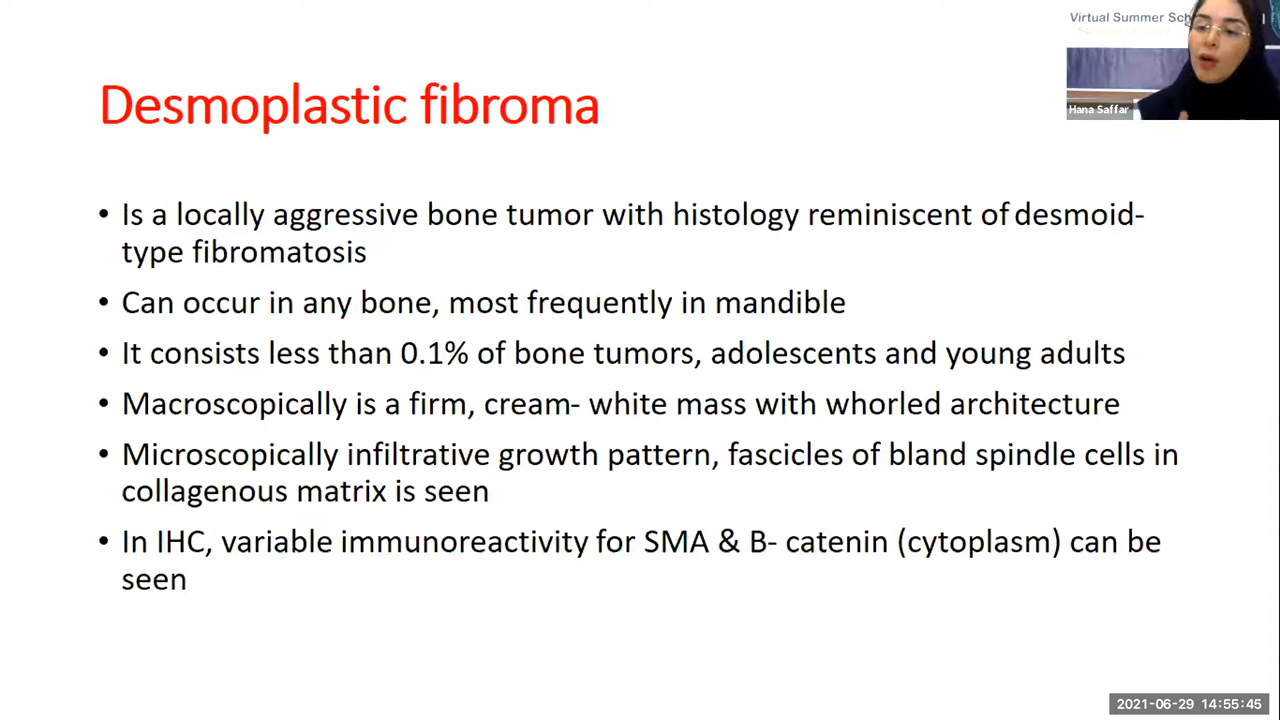 Virtual Summer Sch
Desmoplastic fibroma
Hana Saffar
• Is a locally aggressive bone tumor with histology reminiscent of desmoid-
type fibromatosis
• Can occur in any bone, most frequently in mandible
• It consists less than 0.1% of bone tumors, adolescents and young adults
• Macroscopically is a firm, cream- white mass with whorled architecture
• Microscopically infiltrative growth pattern, fascicles of bland spindle cells in
collagenous matrix is seen
• In IHC, variable immunoreactivity for SMA & B- catenin (cytoplasm) can be
seen
2021-06-29 14:55:45